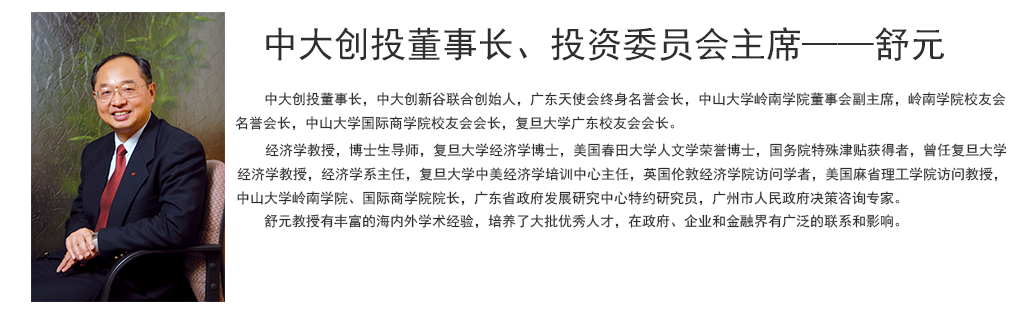 中大创投董事长、投资委员会主席——舒元
中大创投董事长，中大创新谷联合创始人，广东天使会终身名誉会长，中山大学岭南学院董事会副主席，岭南学院校友会
名誉会长，中山大学国际商学院校友会会长，复旦大学广东校友会会长。
经济学教授，博士生导师，复旦大学经济学博士，美国春田大学人文学荣誉博士，国务院特殊津贴获得者，曾任复旦大学
经济学教授，经济学系主任，复旦大学中美经济学培训中心主任，英国伦敦经济学院访问学者，美国麻省理工学院访问教授，
中山大学岭南学院、国际商学院院长，广东省政府发展研究中心特约研究员，广州市人民政府决策咨询专家。
舒元教授有丰富的海内外学术经验，培养了大批优秀人才，在政府、企业和金融界有广泛的联系和影响。